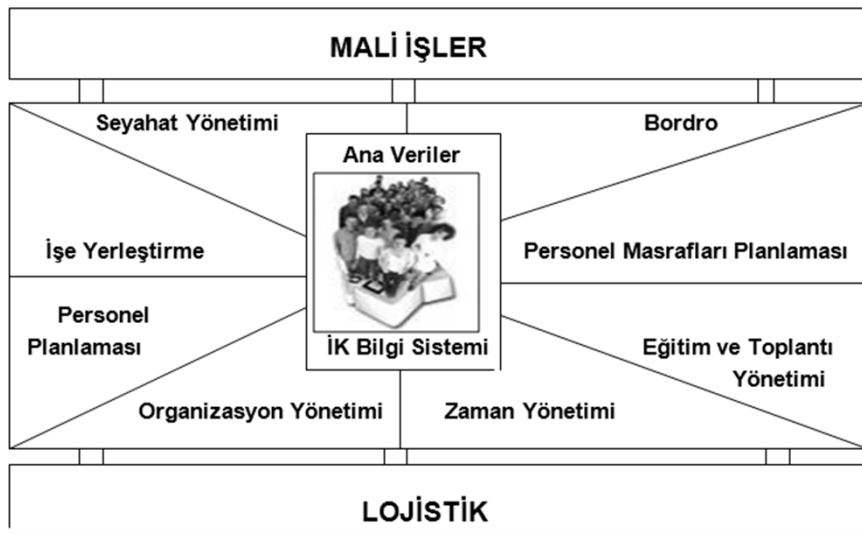 MALİ İŞLER
Seyahat Yönetimi
Bordro
Ana Veriler
İşe Yerleştirme
Personel Masrafları Planlaması
Personel
Planlaması
İK Bilgi Sistemi
Eğitim ve Toplantı
Yönetimi
Organizasyon Yönetimi
Zaman Yönetimi
LOJİSTİK